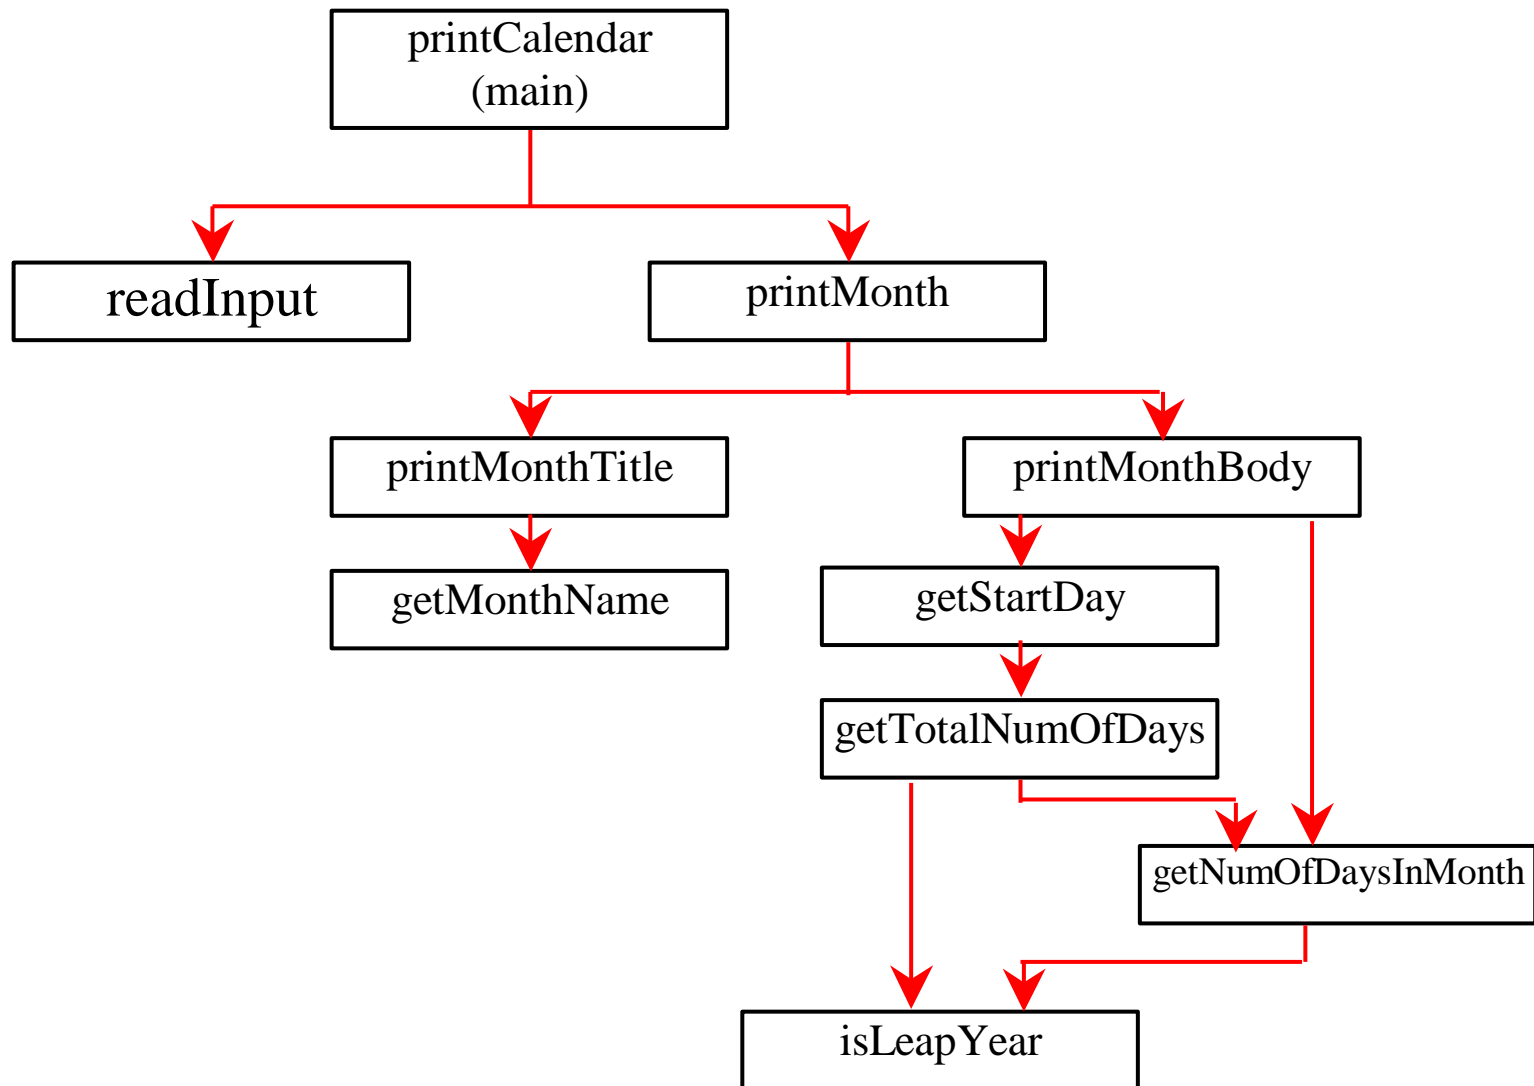 printCalendar
(main)
readInput
printMonth
printMonthTitle
printMonthBody
getMonthName
getStartDay
getTotalNumOfDays
getNumOfDaysInMonth
isLeapYear